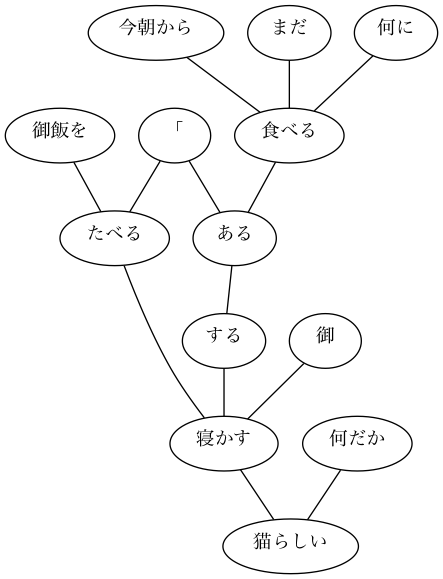 今朝から
まだ
何に
御飯を
「
食べる
たべる
ある
する
御
寝かす
何だか
猫らしい